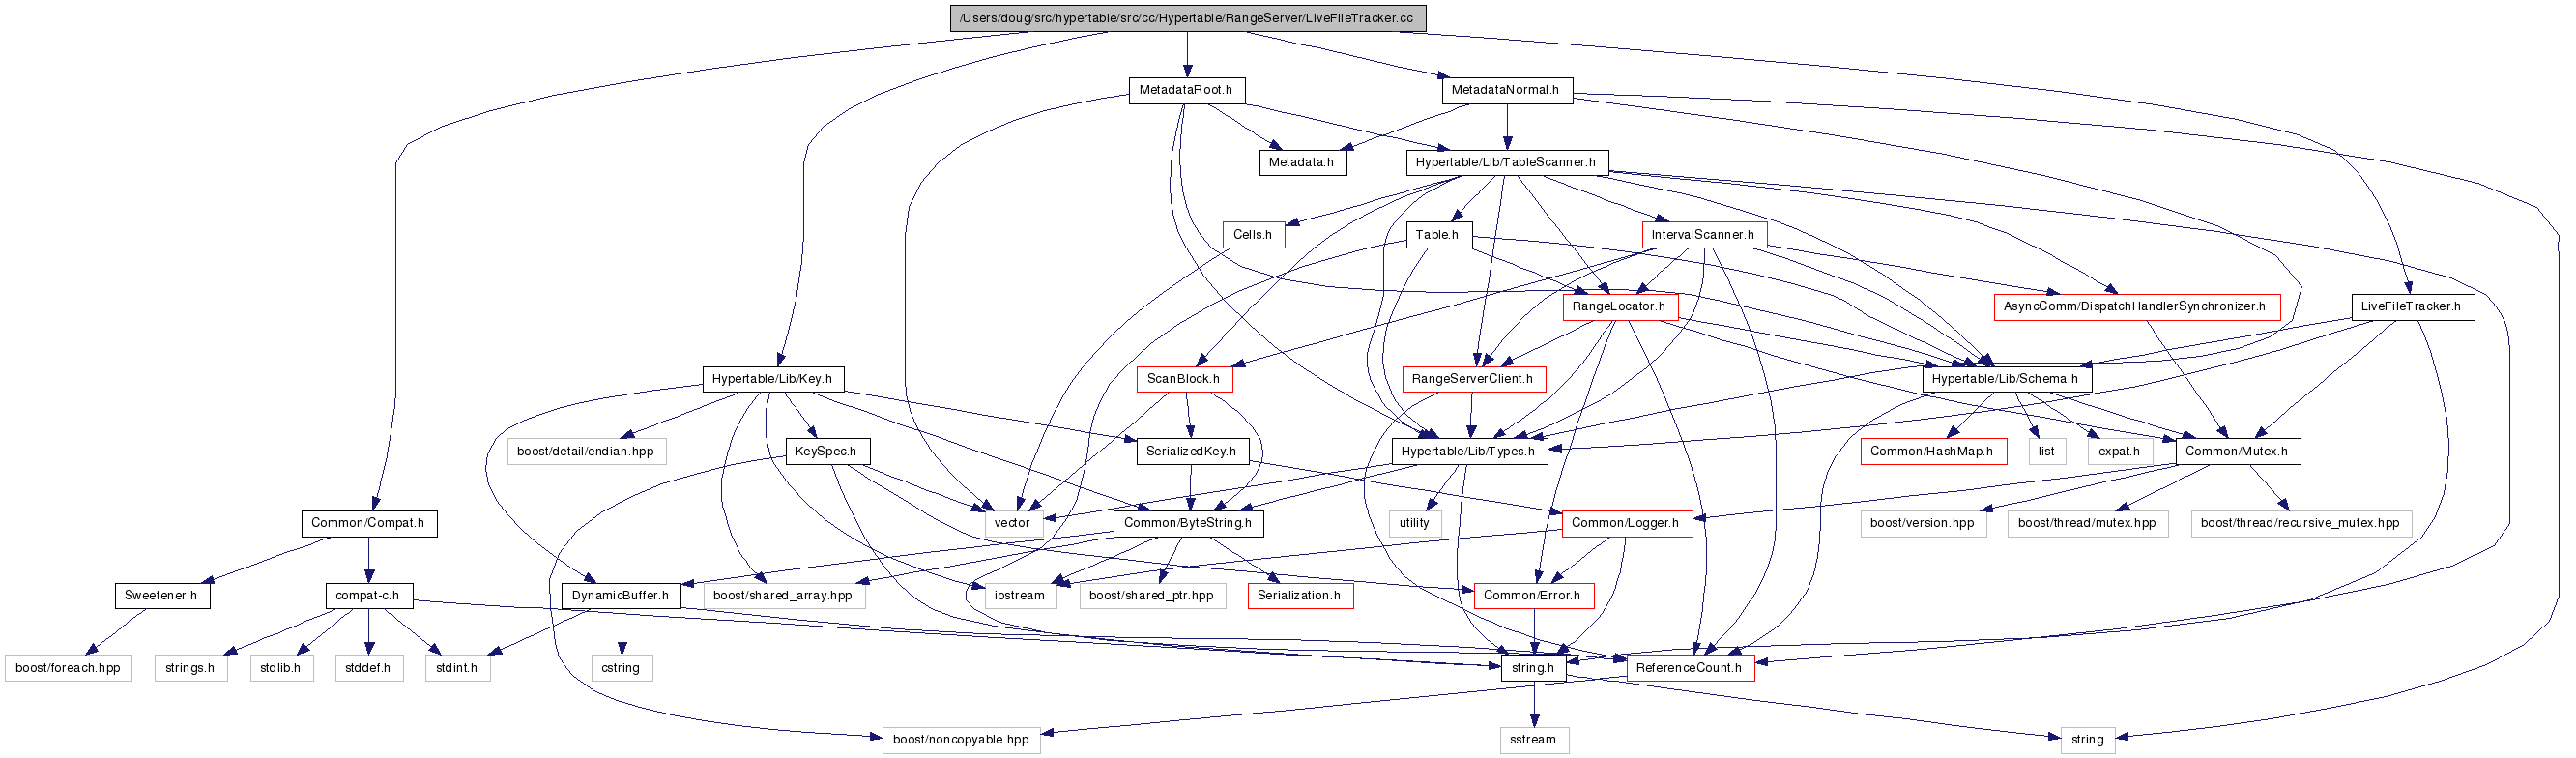 /Users/doug/src/hypertable/src/cc/Hypertable/RangeServer/LiveFileTracker.cc
MetadataRoot.h
MetadataNormal.h
Metadata.h
Hypertable/Lib/TableScanner.h
Cells.h
Table.h
IntervalScanner.h
RangeLocator.h
AsyncComm/DispatchHandlerSynchronizer.h
LiveFileTracker.h
Hypertable/Lib/Key.h
ScanBlock.h
RangeServerClient.h
Hypertable/Lib/Schema.h
boost/detail/endian.hpp
KeySpec.h
SerializedKey.h
Hypertable/Lib/Types.h
Common/HashMap.h
list
expat.h
Common/Mutex.h
Common/Compat.h
vector
Common/ByteString.h
utility
Common/Logger.h
boost/version.hpp
boost/thread/mutex.hpp
boost/thread/recursive_mutex.hpp
Sweetener.h
compat-c.h
DynamicBuffer.h
boost/shared_array.hpp
iostream
boost/shared_ptr.hpp
Serialization.h
Common/Error.h
boost/foreach.hpp
strings.h
stdlib.h
stddef.h
stdint.h
cstring
string.h
ReferenceCount.h
boost/noncopyable.hpp
sstream
string